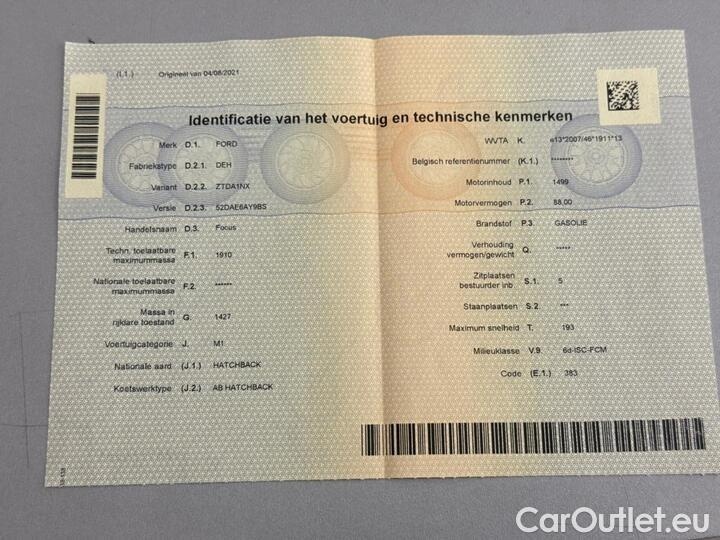 (I.1.) Origineel van 04/08/2021
Identificatie van het voertuig en technische kenmerken
Merk D.1. FORD
Fabriekstype D.2.1. DEH
Variant D.2.2. ZTDA1NX
Versie D.2.3. 52DAE6AY9BS
Handelsnaam D.3. Focus
Techn. toelaatbare
maximummassa F.1. 1910
Nationale toelaatbare
maximummassa F.2. ******
Massa in
rijklare toestand G. 1427
Voertuigcategorie J. M1
Nationale aard (J.1.) HATCHBACK
Koetswerktype (J.2.) AB HATCHBACK
WVTA K. e13*2007/46*1911*13
Belgisch referentienummer (K.1.) ********
Motorinhoud P.1. 1499
Motorvermogen P.2. 88,00
Brandstof P.3. GASOLIE
Verhouding
vermogen/gewicht Q. *****
Zitplaatsen
bestuurder inb. S.1. 5
Staanplaatsen S.2. ***
Maximum snelheid T. 193
Milieuklasse V.9. 6d-ISC-FCM
Code (E.1.) 383
CarOutlet.eu